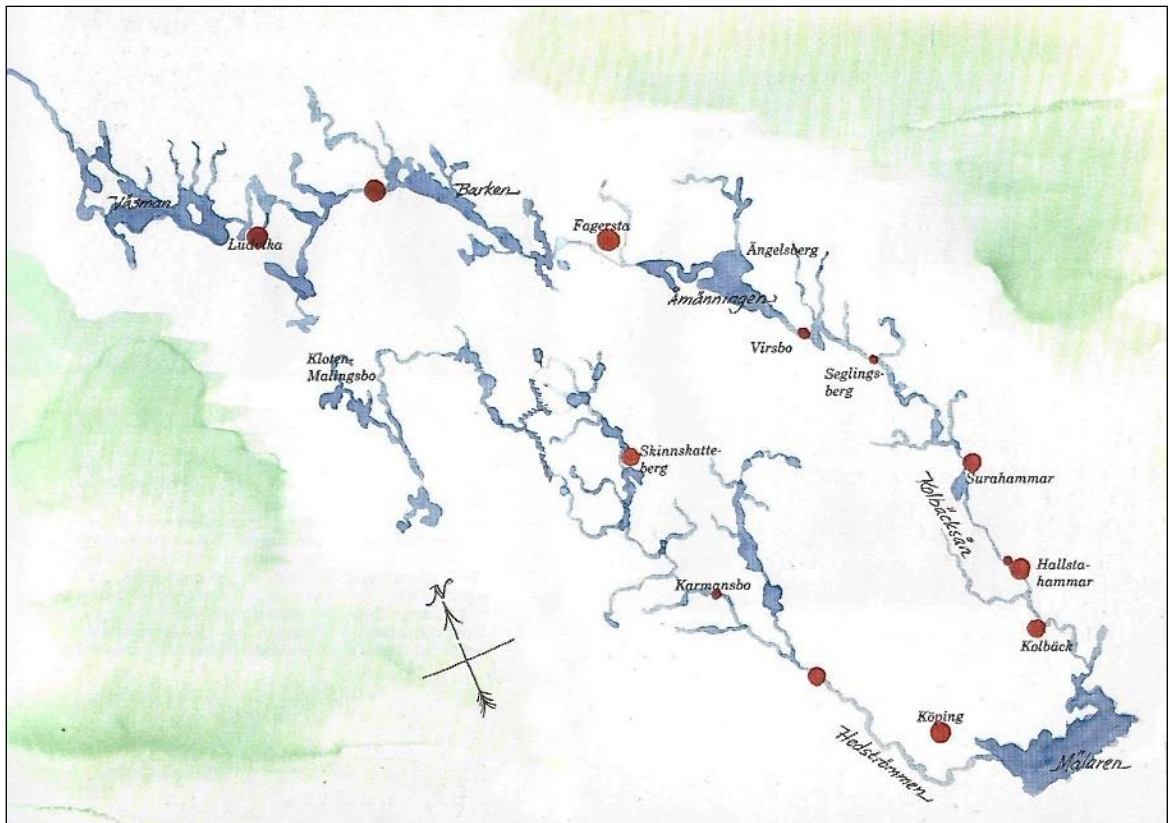 Väsman
Barken
Ludvika
Fagersta
Ängelsberg
Åmänningen
Virsbo
Seglings-
berg
Kloten-
Malingsbo
Skinnskatte-
berg
Surahammar
Kolbäcksån
Hallsta-
hammar
Karmansbo
Kolbäck
N
Köping
Hedströmmen
Mälaren